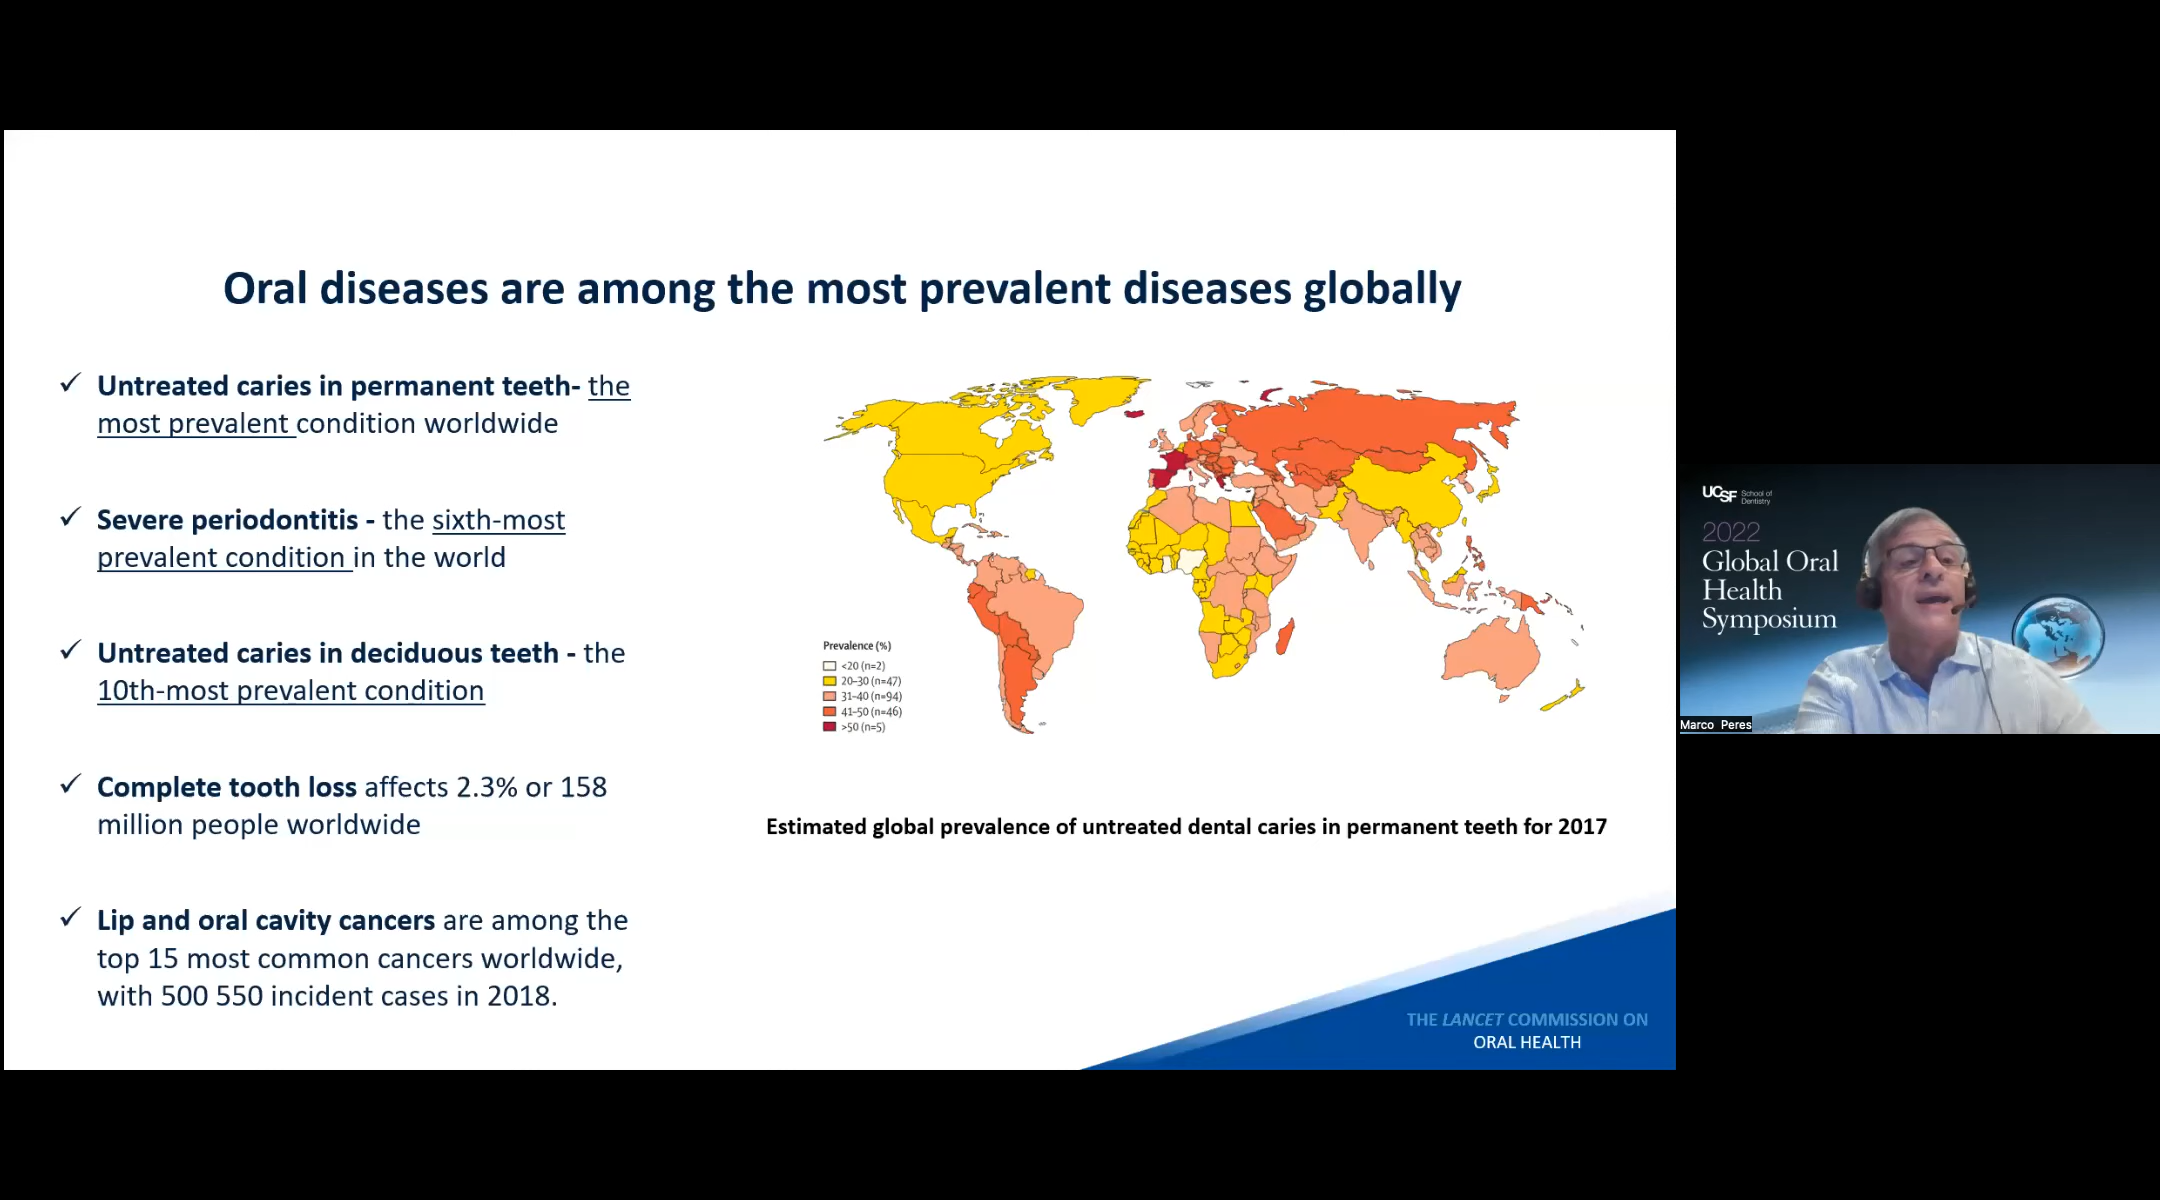 Oral diseases are among the most prevalent diseases globally
Untreated caries in permanent teeth- the
most prevalent condition worldwide
Severe periodontitis - the sixth-most
prevalent condition in the world
Untreated caries in deciduous teeth - the
10th-most prevalent condition
Complete tooth loss affects 2.3% or 158
million people worldwide
Lip and oral cavity cancers are among the
top 15 most common cancers worldwide,
with 500 550 incident cases in 2018.
Prevalence (%)
<20 (n=2)
20–30 (n=47)
31–40 (n=94)
41–50 (n=46)
>50 (n=5)
Estimated global prevalence of untreated dental caries in permanent teeth for 2017
THE LANCET COMMISSION ON
ORAL HEALTH
UCSF School of
Dentistry
2022
Global Oral
Health
Symposium
Marco Peres